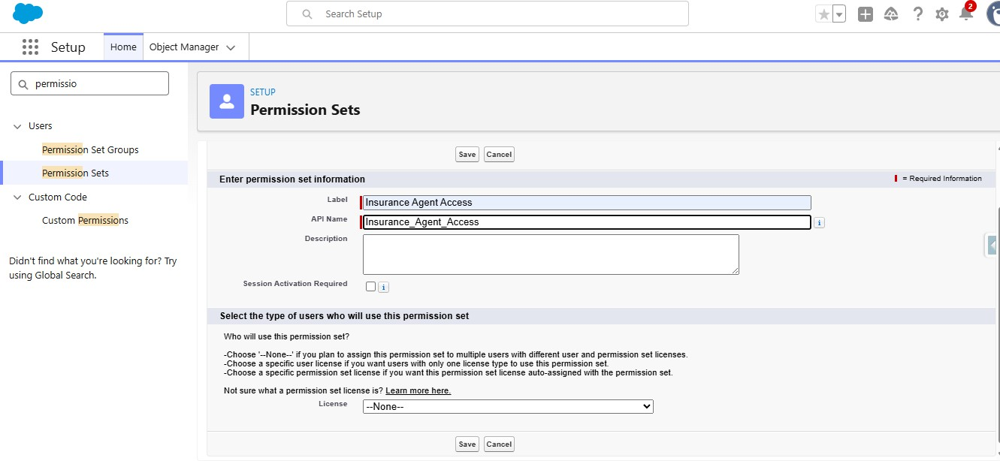 Search Setup
2
Setup
Home
Object Manager
permissio
Users
Permission Set Groups
Permission Sets
Custom Code
Custom Permissions
Didn't find what you're looking for? Try
using Global Search.
SETUP
Permission Sets
Save Cancel
Enter permission set information
= Required Information
Label
Insurance Agent Access
API Name
Insurance_Agent_Access
i
Description
Session Activation Required
i
Select the type of users who will use this permission set
Who will use this permission set?
-Choose '--None--' if you plan to assign this permission set to multiple users with different user and permission set licenses.
-Choose a specific user license if you want users with only one license type to use this permission set.
-Choose a specific permission set license if you want this permission set license auto-assigned with the permission set.
Not sure what a permission set license is? Learn more here.
License
--None--
Save Cancel